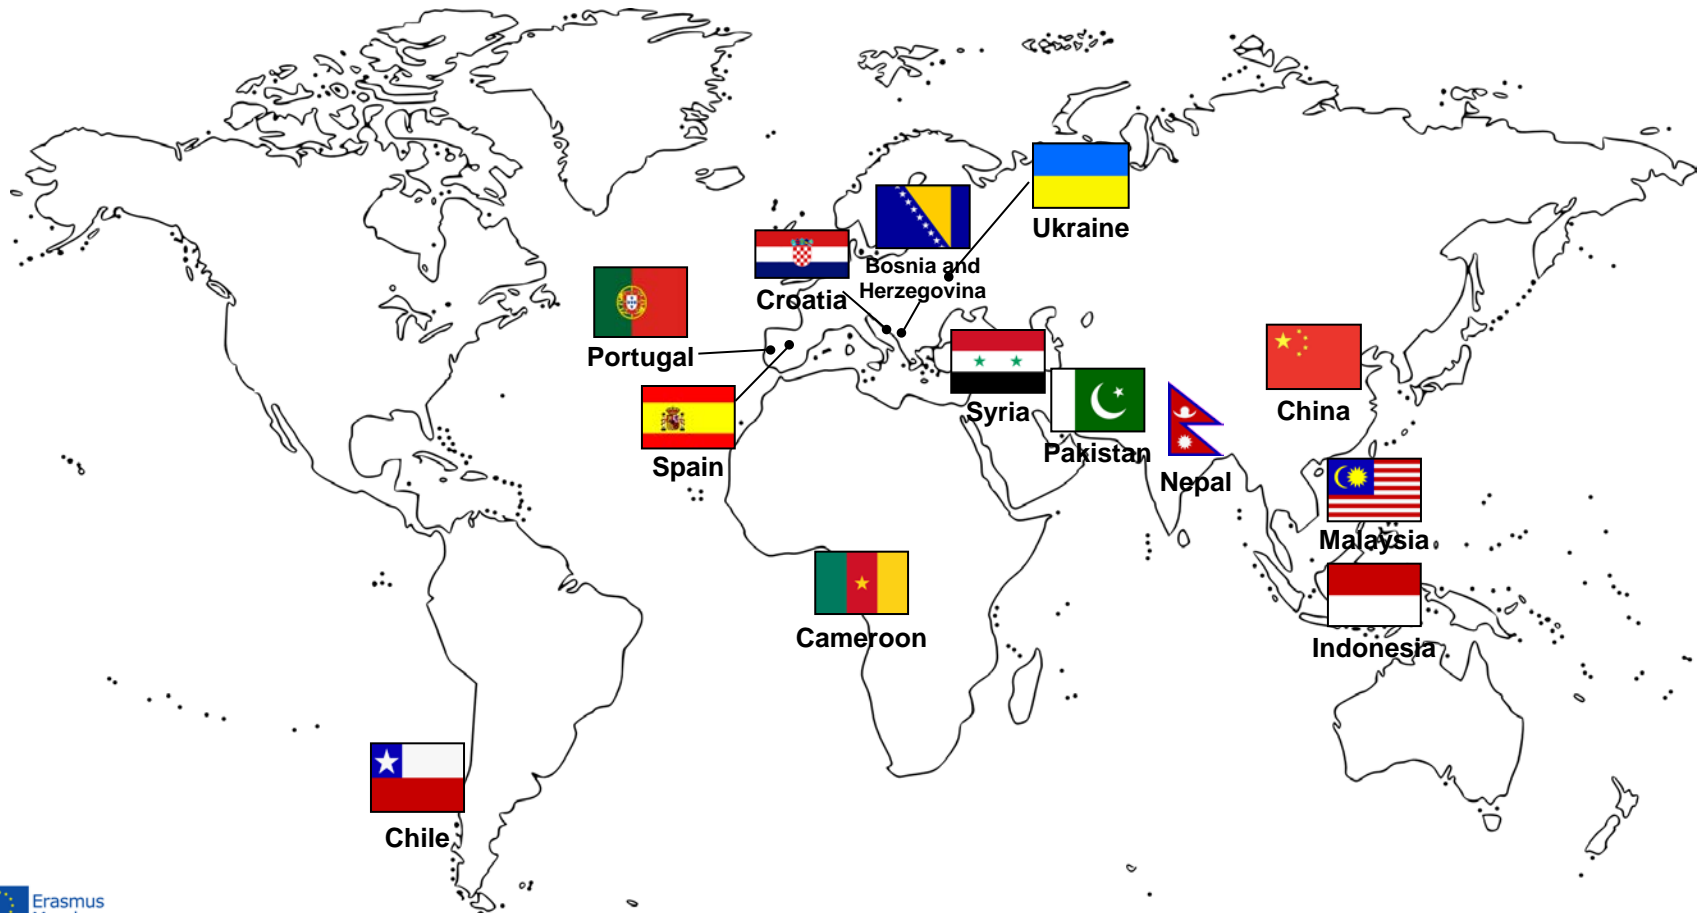 Ukraine
Bosnia and
Herzegovina
Croatia
Portugal
Spain
Syria
Pakistan
Nepal
China
Malaysia
Indonesia
Cameroon
Chile
Erasmus